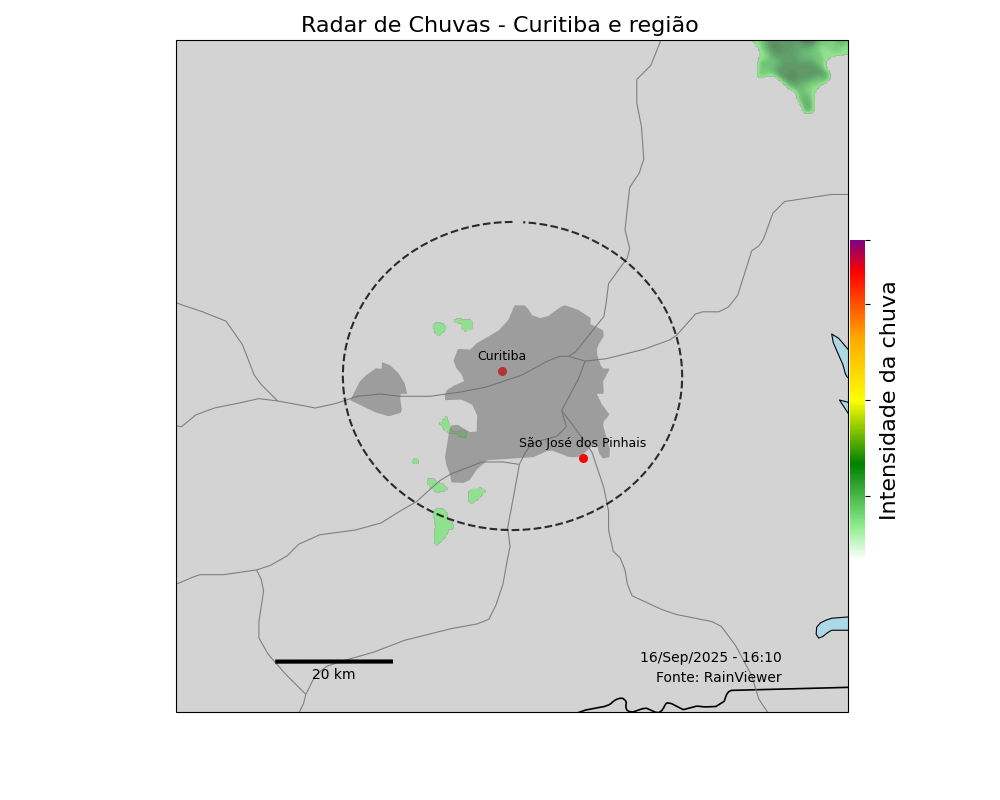 Radar de Chuvas - Curitiba e região
Curitiba
São José dos Pinhais
Intensidade da chuva
16/Sep/2025 - 16:10
20 km
Fonte: RainViewer